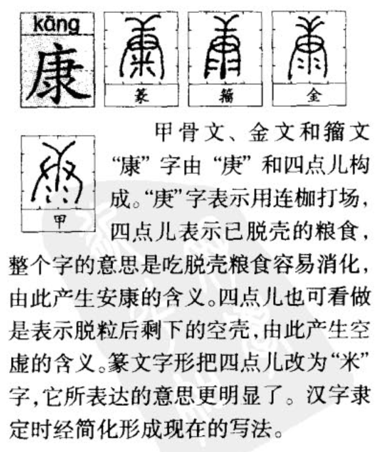 kāng
康
篆
籀
金
甲
甲骨文、金文和籀文
“康”字由“庚”和四点儿构
成。“庚”字表示用连枷打场,
四点儿表示已脱壳的粮食,
整个字的意思是吃脱壳粮食容易消化,
由此产生安康的含义。四点儿也可看做
是表示脱粒后剩下的空壳,由此产生空
虚的含义。篆文字形把四点儿改为“米”
字,它所表达的意思更明显了。汉字隶
定时经简化形成现在的写法。